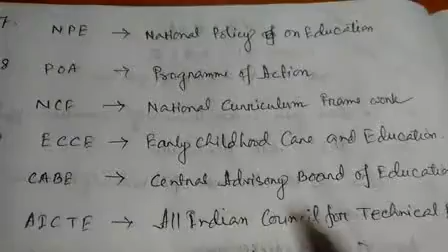 7. NPE → National Policy of on Education
8 POA → Programme of Action
NCF → National Curriculum Frame work
ECCE → Early childhood Care and Education
CABE → Central Advisory Board of Educatio
AICTE → All Indian Council for Technical